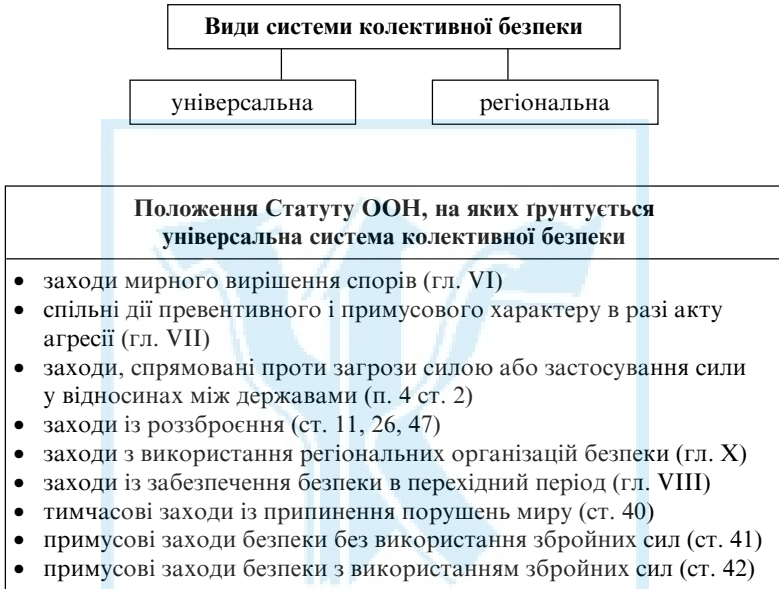 Види системи колективної безпеки
універсальна
регіональна
Положення Статуту ООН, на яких ґрунтується
універсальна система колективної безпеки
• заходи мирного вирішення спорів (гл. VI)
• спільні дії превентивного і примусового характеру в разі акту
агресії (гл. VII)
• заходи, спрямовані проти загрози силою або застосування сили
у відносинах між державами (п. 4 ст. 2)
• заходи із роззброєння (ст. 11, 26, 47)
• заходи з використання регіональних організацій безпеки (гл. X)
• заходи із забезпечення безпеки в перехідний період (гл. VIII)
• тимчасові заходи із припинення порушень миру (ст. 40)
• примусові заходи безпеки без використання збройних сил (ст. 41)
• примусові заходи безпеки з використанням збройних сил (ст. 42)